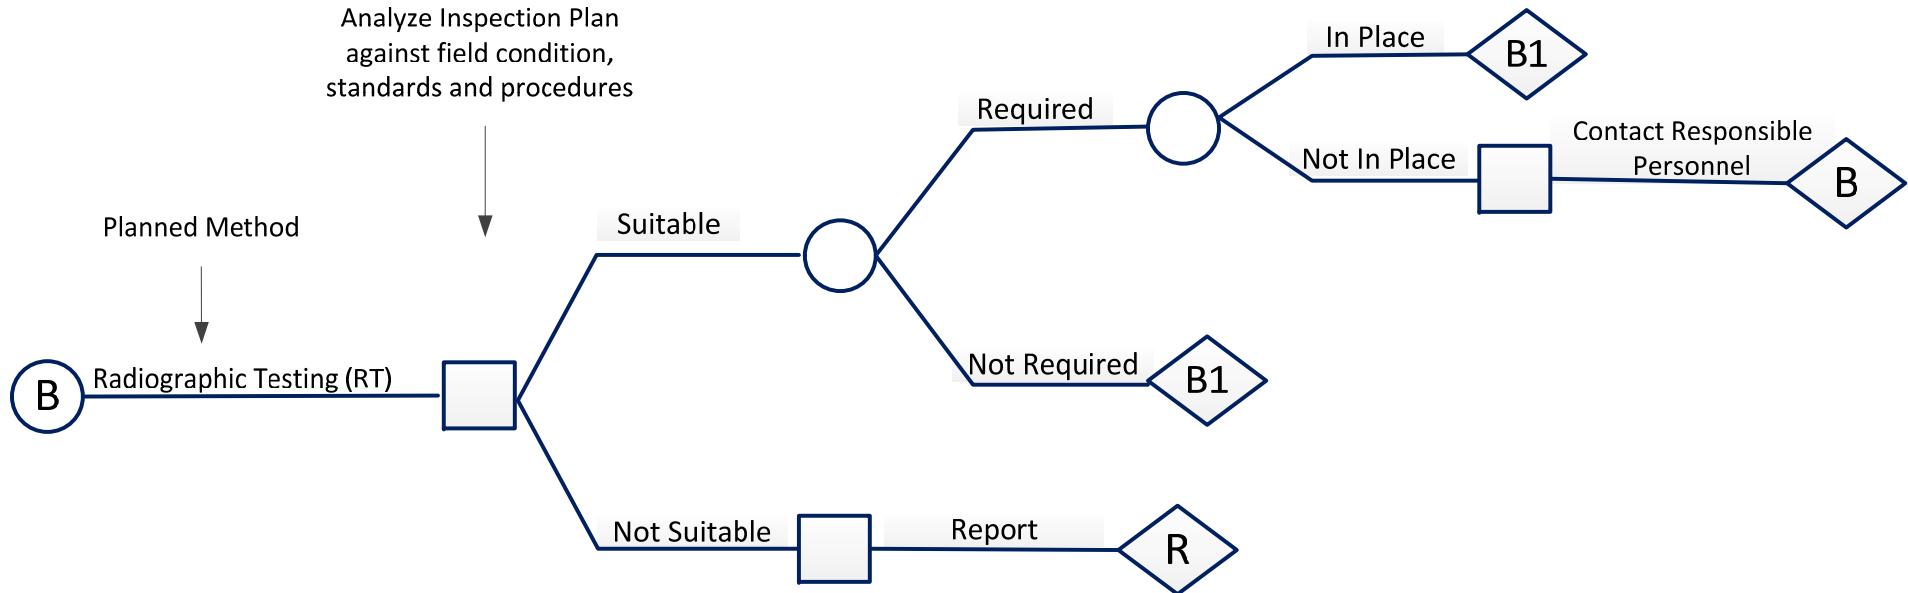 Analyze Inspection Plan
against field condition,
standards and procedures
Planned Method
B
Radiographic Testing (RT)
Suitable
Not Suitable
Report
R
Required
Not Required
B1
In Place
B1
Not In Place
Contact Responsible
Personnel
B